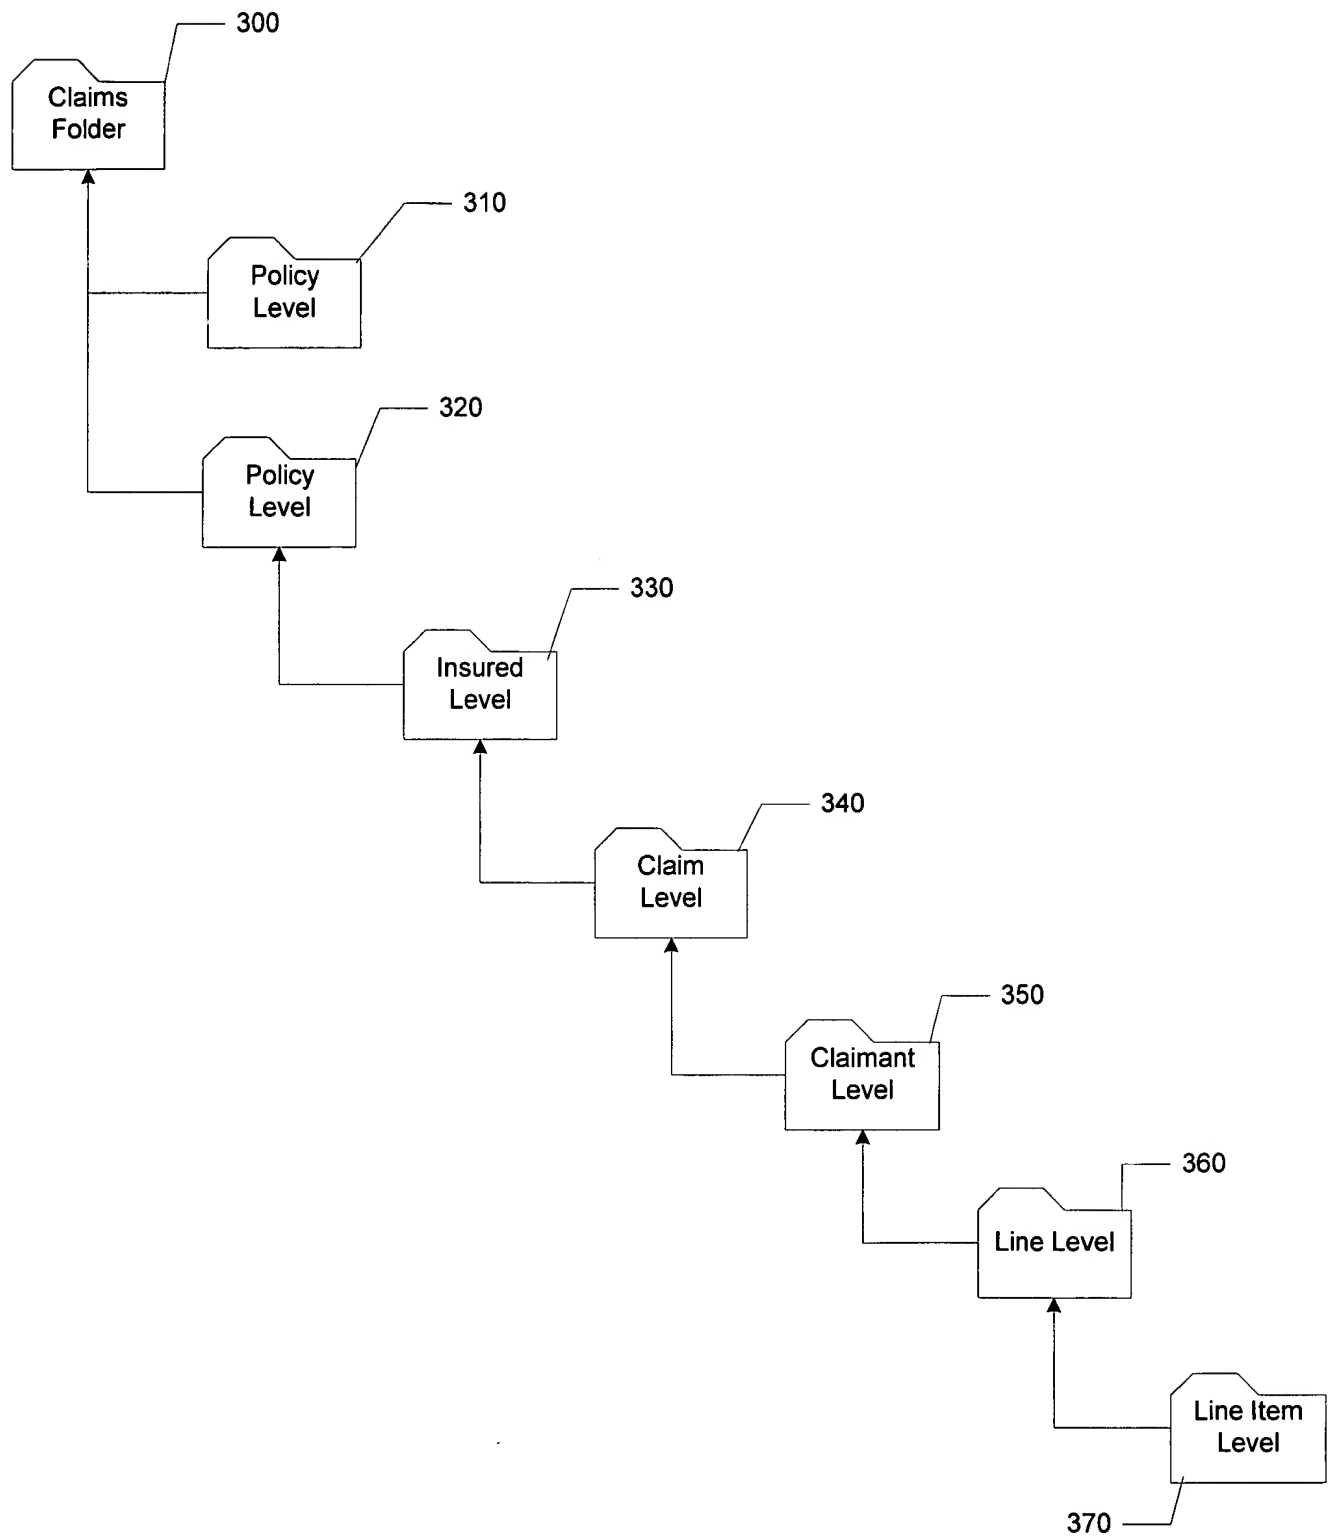 300
Claims
Folder
310
Policy
Level
320
Policy
Level
330
Insured
Level
340
Claim
Level
350
Claimant
Level
360
Line Level
Line Item
Level
370